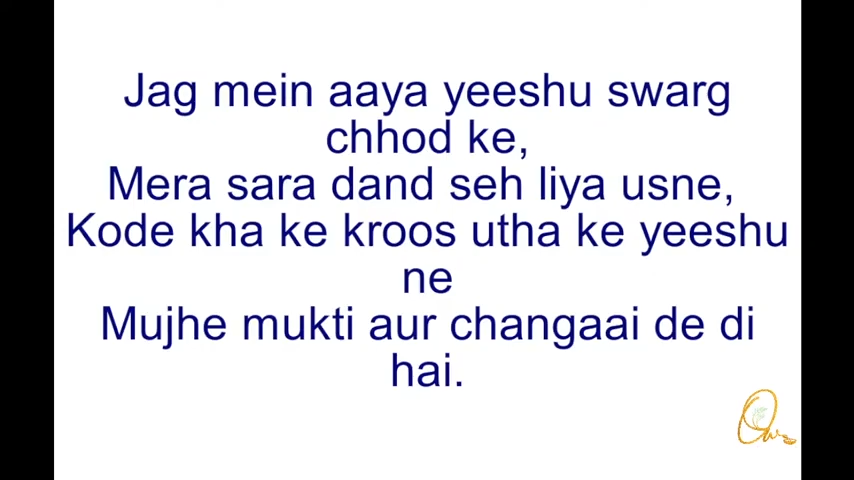 Jag mein aaya yeeshu swarg
chhod ke,
Mera sara dand seh liya usne,
Kode kha ke kroos utha ke yeeshu
ne
Mujhe mukti aur changaai de di
hai.